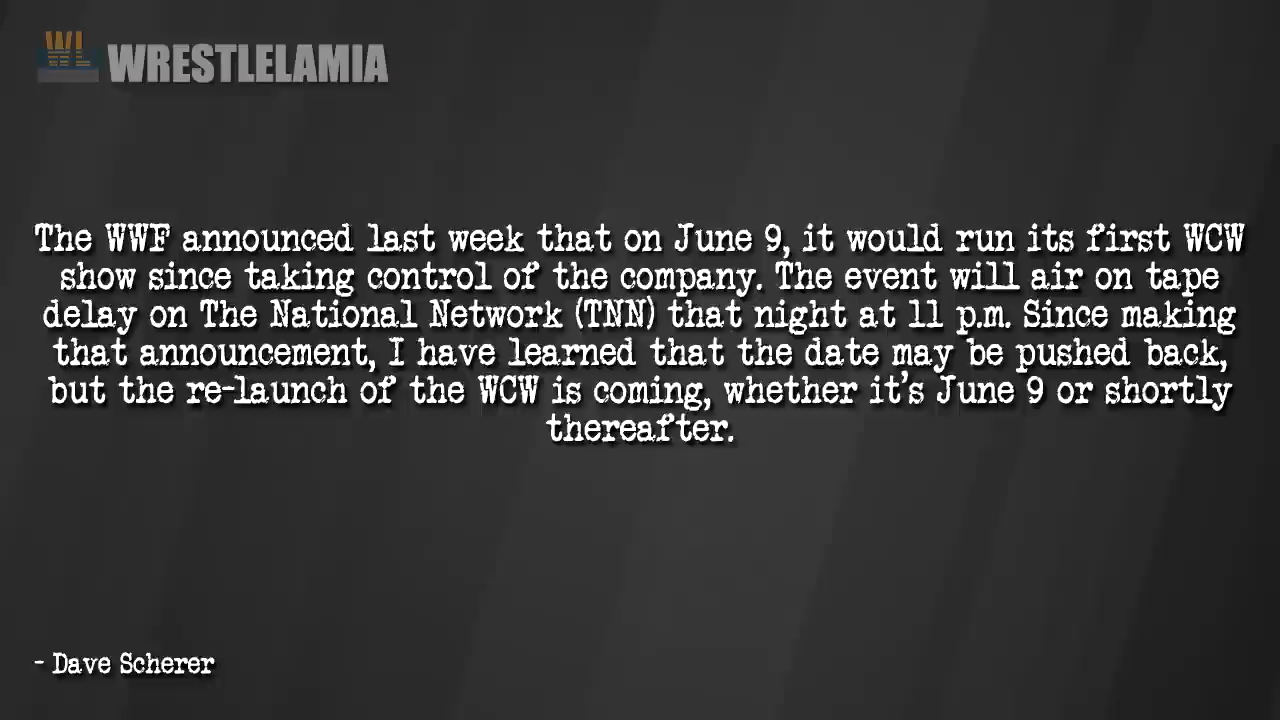 WL WRESTLELAMIA
The WWF announced last week that on June 9, it would run its first WCW
show since taking control of the company. The event will air on tape
delay on The National Network (TNN) that night at 11 p.m. Since making
that announcement, I have learned that the date may be pushed back,
but the re-launch of the WCW is coming, whether it's June 9 or shortly
thereafter.
- Dave Scherer